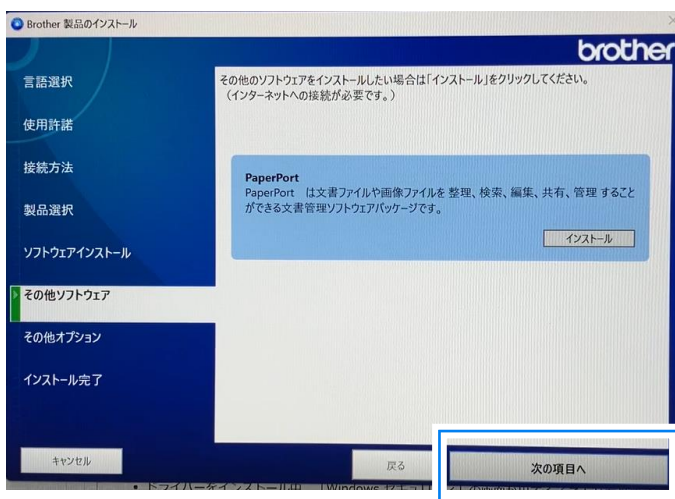 Brother 製品のインストール
brother
言語選択
使用許諾
接続方法
製品選択
ソフトウェアインストール
その他ソフトウェア
その他オプション
インストール完了
その他のソフトウェアをインストールしたい場合は「インストール」をクリックしてください。
（インターネットへの接続が必要です。）
PaperPort
PaperPort は文書ファイルや画像ファイルを 整理、検索、編集、共有、管理 すること
ができる文書管理ソフトウェアパッケージです。
インストール
キャンセル
戻る
次の項目へ
• ドライバーをインストール中、「Windows セキュ